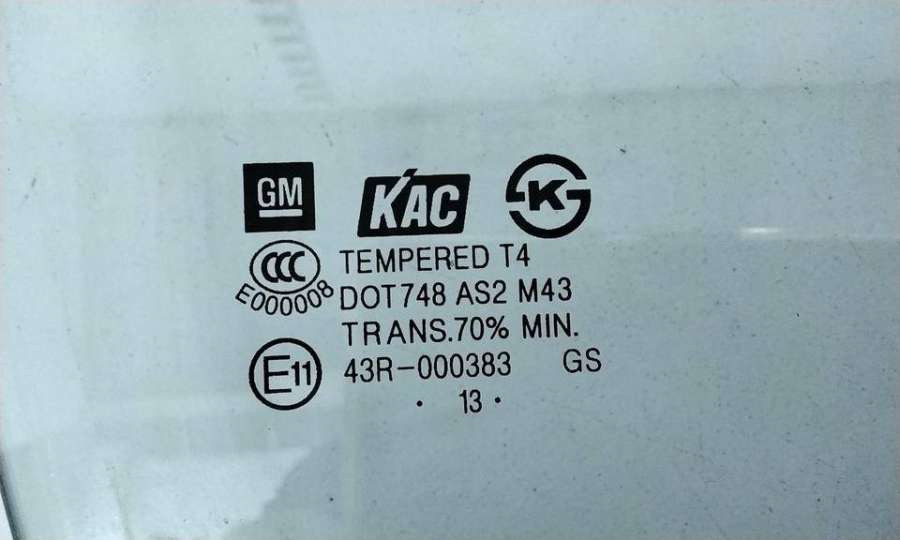 GM KAC K
CCC TEMPERED T4
E000008 DOT748 AS2 M43
TRANS.70% MIN.
E11 43R-000383 GS
· 13 ·